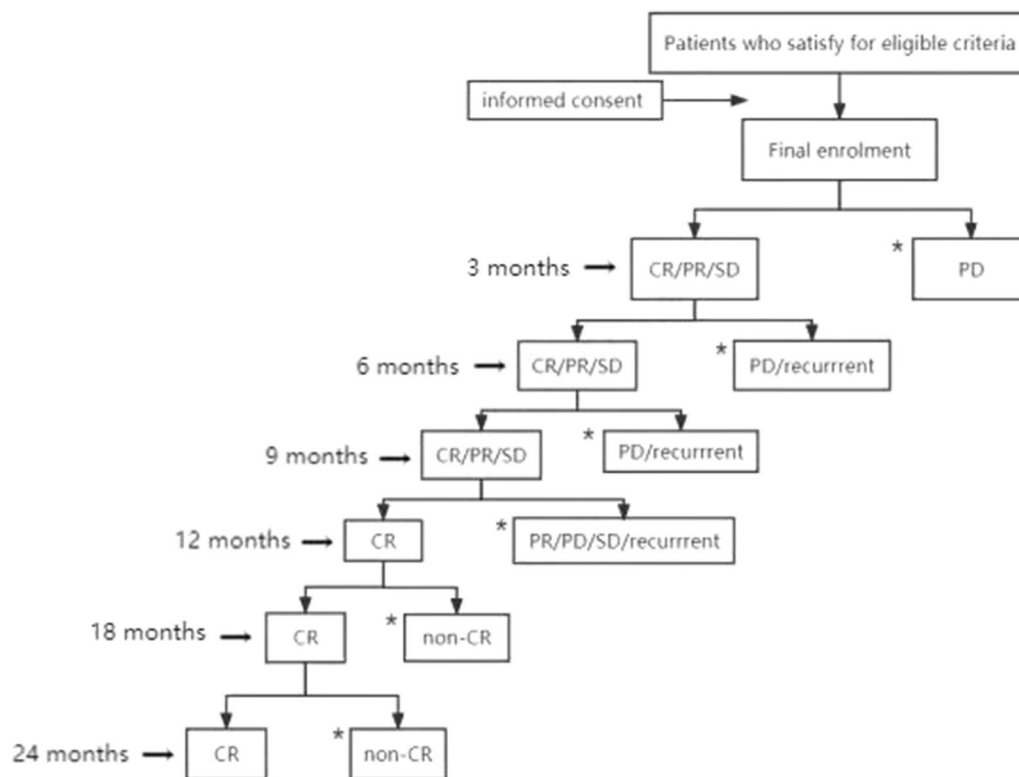 Patients who satisfy for eligible criteria
informed consent
Final enrolment
3 months
CR/PR/SD
*
PD
6 months
CR/PR/SD
*
PD/recurrrent
9 months
CR/PR/SD
*
PD/recurrrent
12 months
CR
*
PR/PD/SD/recurrrent
18 months
CR
*
non-CR
24 months
CR
*
non-CR